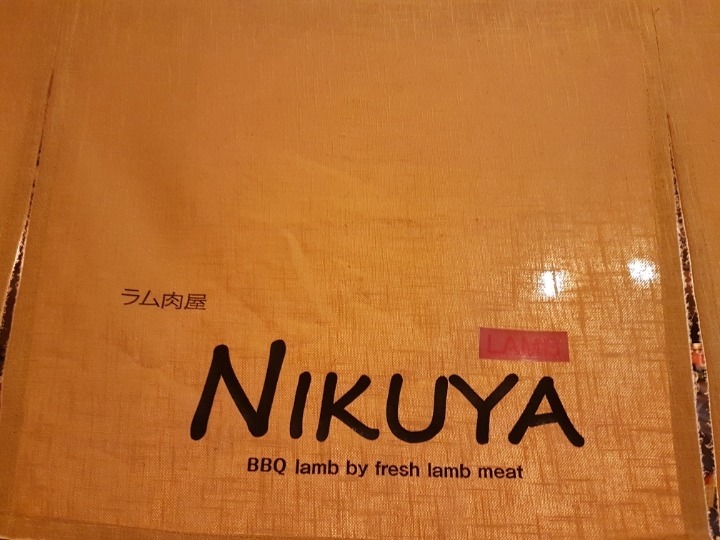 ラム肉屋
LAMB
NIKUYA
BBQ lamb by fresh lamb meat